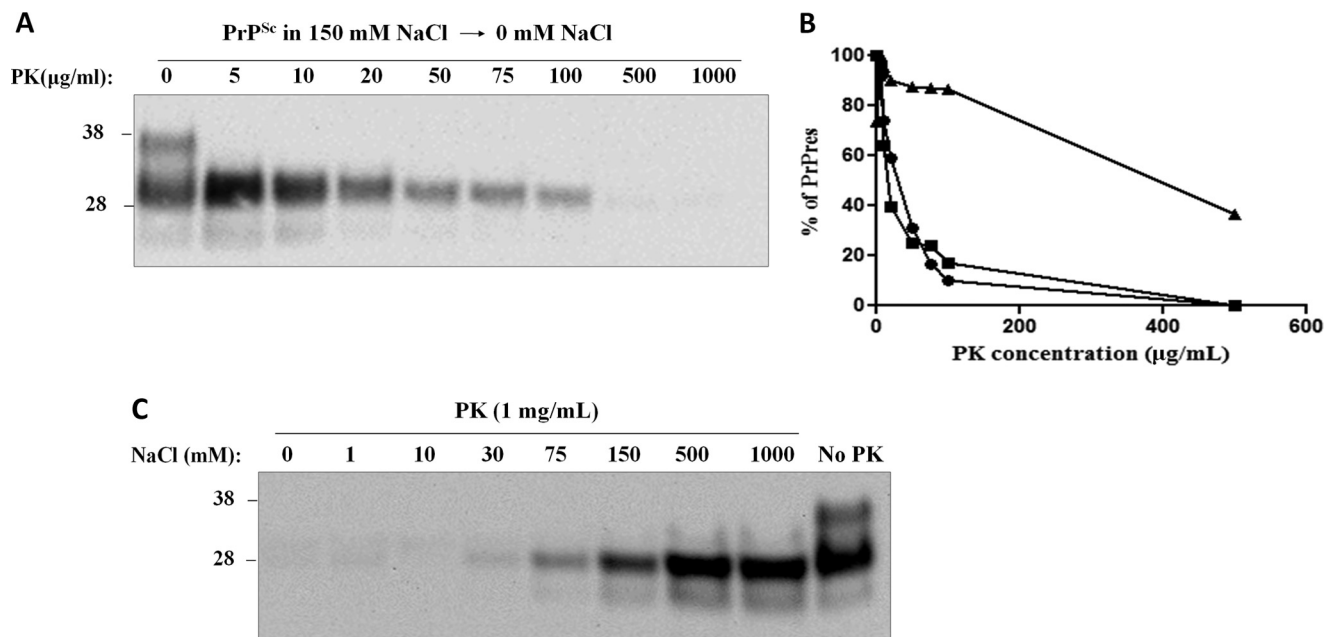 A
PrP^Sc in 150 mM NaCl → 0 mM NaCl
PK(μg/ml): 0 5 10 20 50 75 100 500 1000
38
28
B
100
80
60
40
20
0
% of PrPres
0 200 400 600
PK concentration (μg/mL)
C
PK (1 mg/mL)
NaCl (mM): 0 1 10 30 75 150 500 1000 No PK
38
28